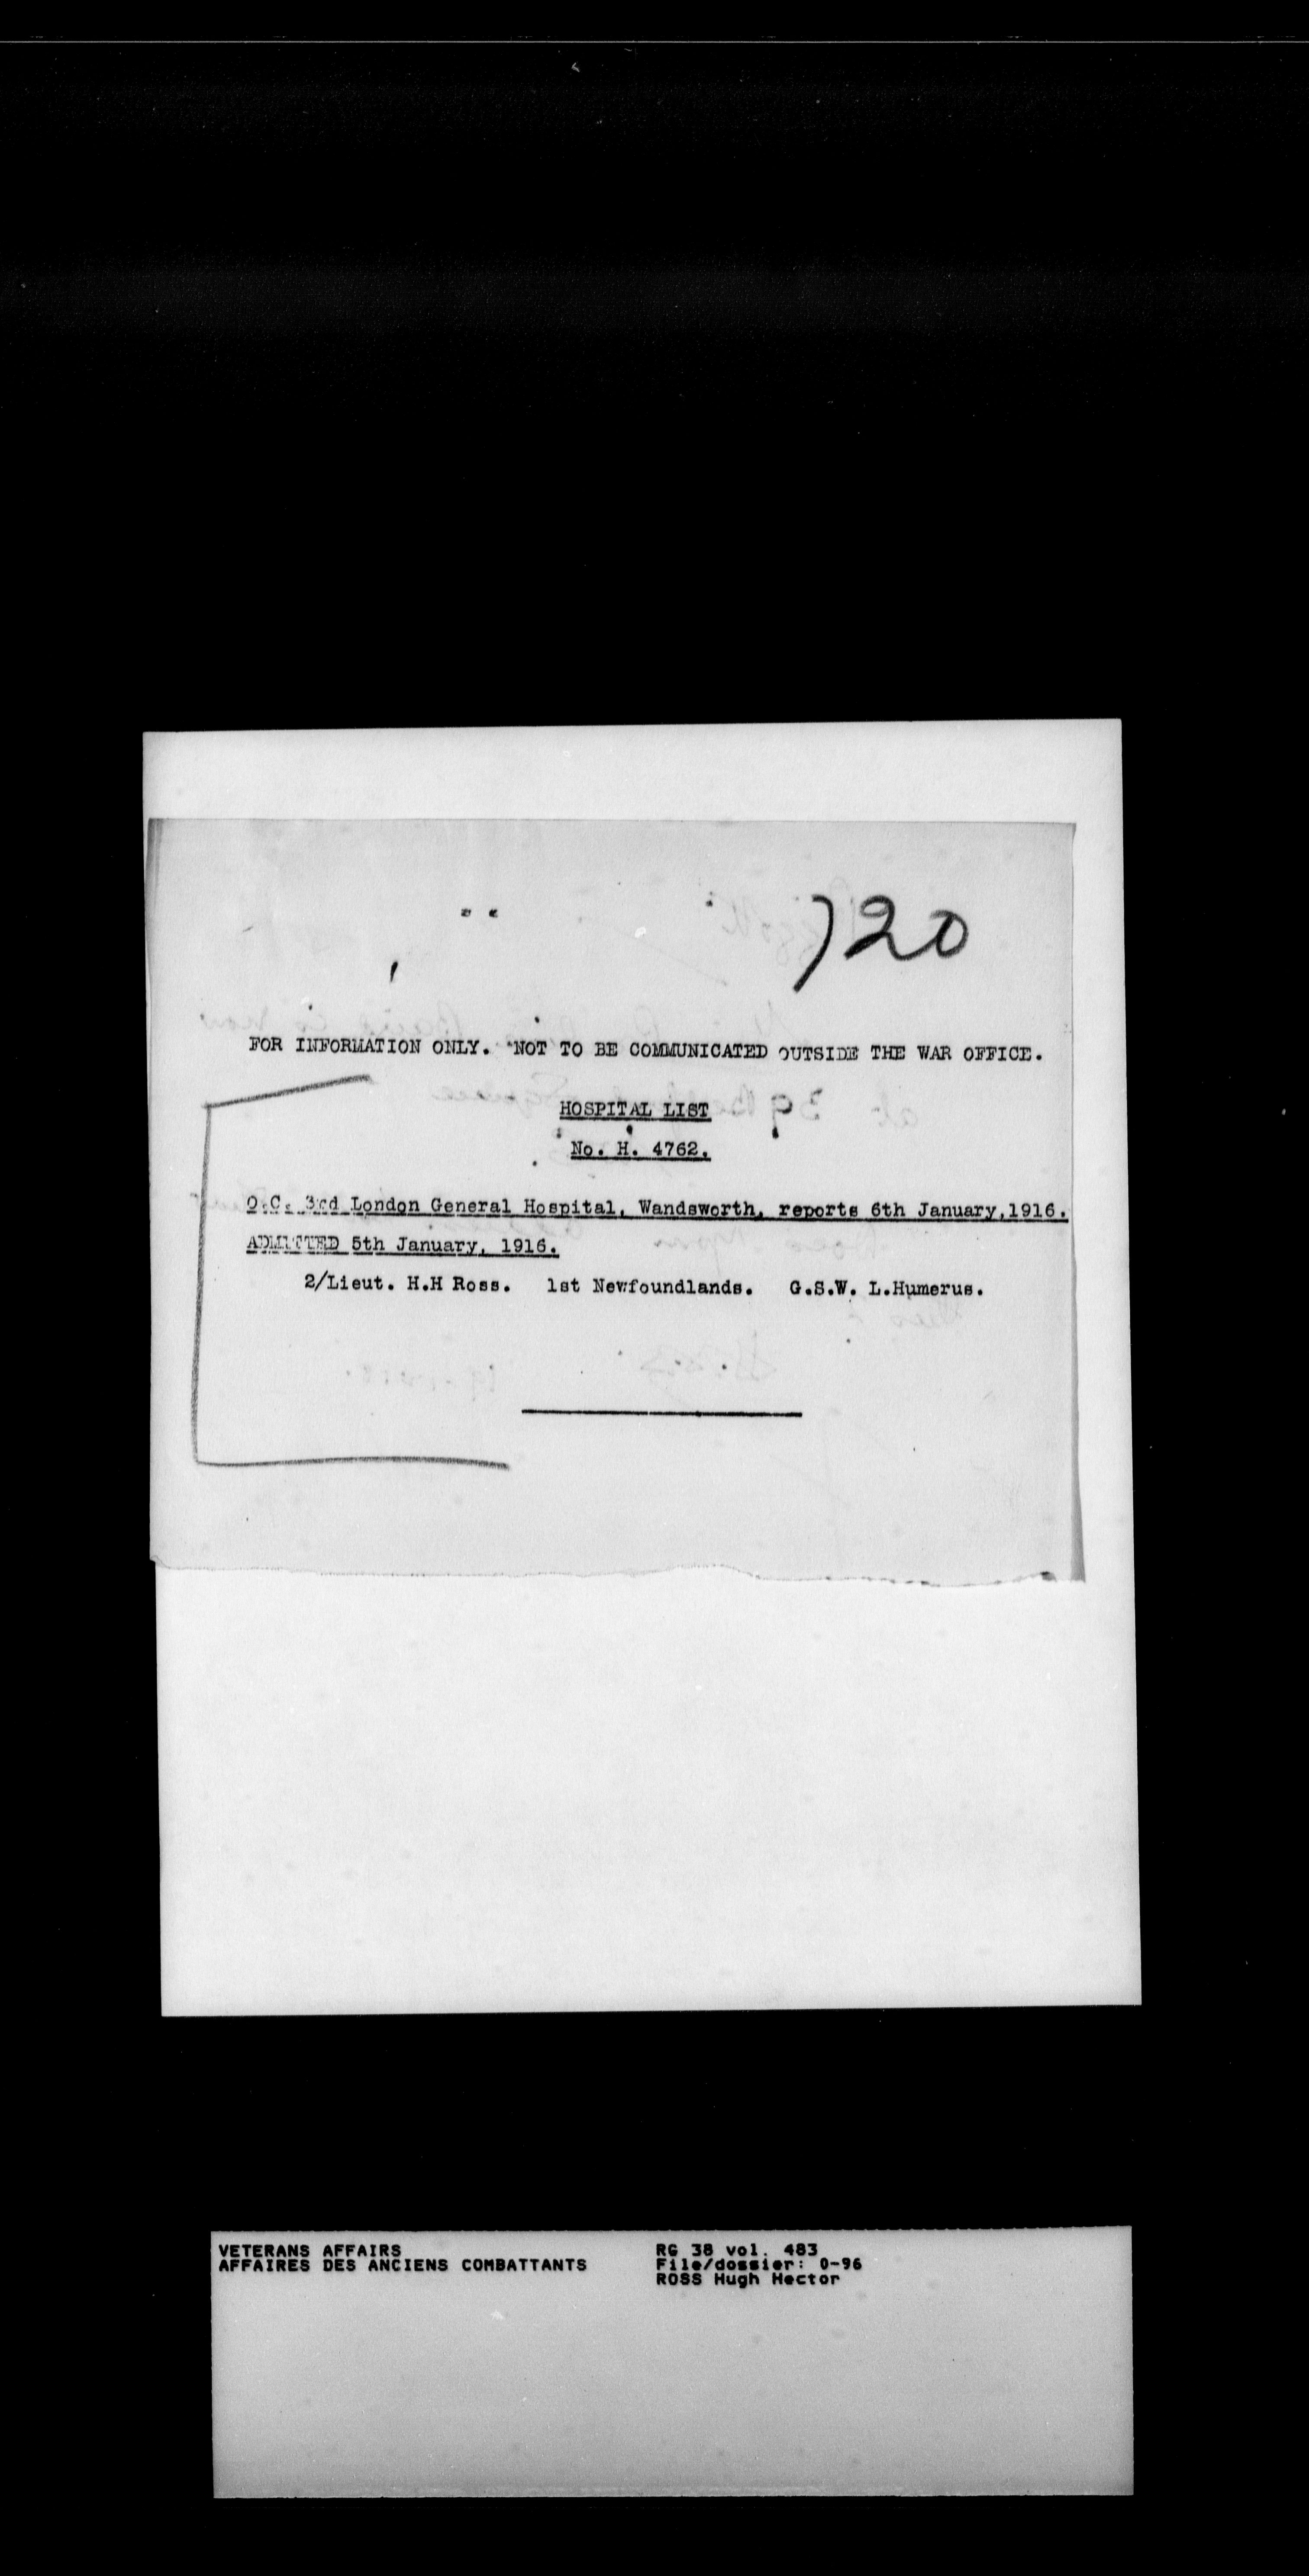 )20
FOR INFORMATION ONLY. NOT TO BE COMMUNICATED OUTSIDE THE WAR OFFICE.
HOSPITAL LIST
No. H. 4762.
O.C. 3rd London General Hospital, Wandsworth, reports 6th January, 1916.
ADMITTED 5th January, 1916.
2/Lieut. H.H Ross. 1st Newfoundlands. G.S.W. L.Humerus.
VETERANS AFFAIRS
AFFAIRES DES ANCIENS COMBATTANTS
RG 38 vol. 483
File/dossier: 0-96
ROSS Hugh Hector